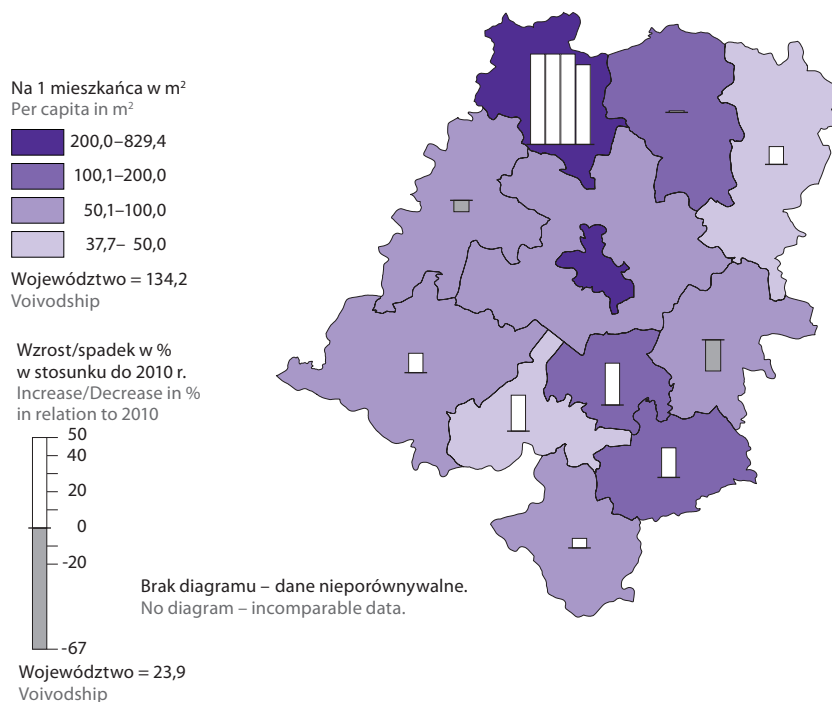 Na 1 mieszkańca w m²
Per capita in m²
200,0–829,4
100,1–200,0
50,1–100,0
37,7– 50,0
Województwo = 134,2
Voivodship
Wzrost/spadek w %
w stosunku do 2010 r.
Increase/Decrease in %
in relation to 2010
50
40
20
0
-20
-67
Brak diagramu – dane nieporównywalne.
No diagram – incomparable data.
Województwo = 23,9
Voivodship